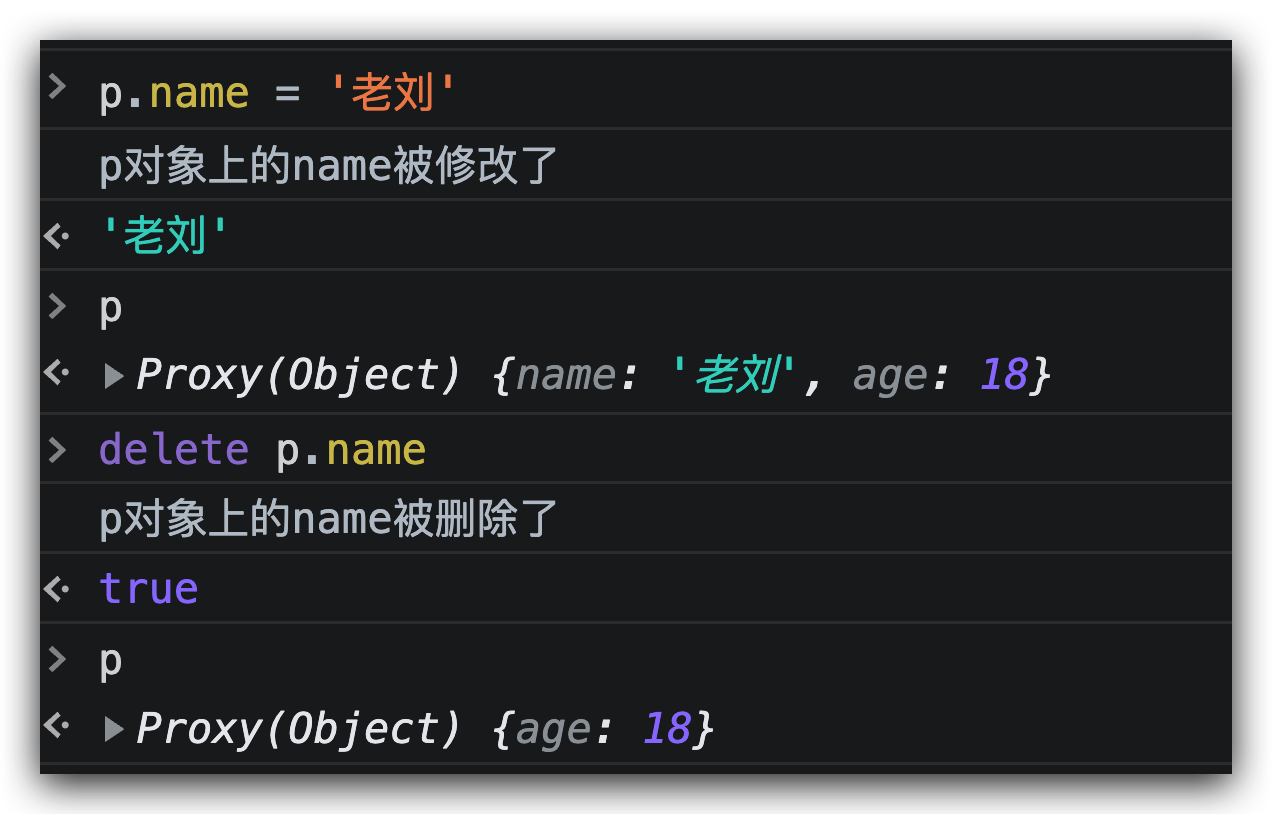 p.name = '老刘'
p对象上的name被修改了
'老刘'
p
Proxy(Object) {name: '老刘', age: 18}
delete p.name
p对象上的name被删除了
true
p
Proxy(Object) {age: 18}